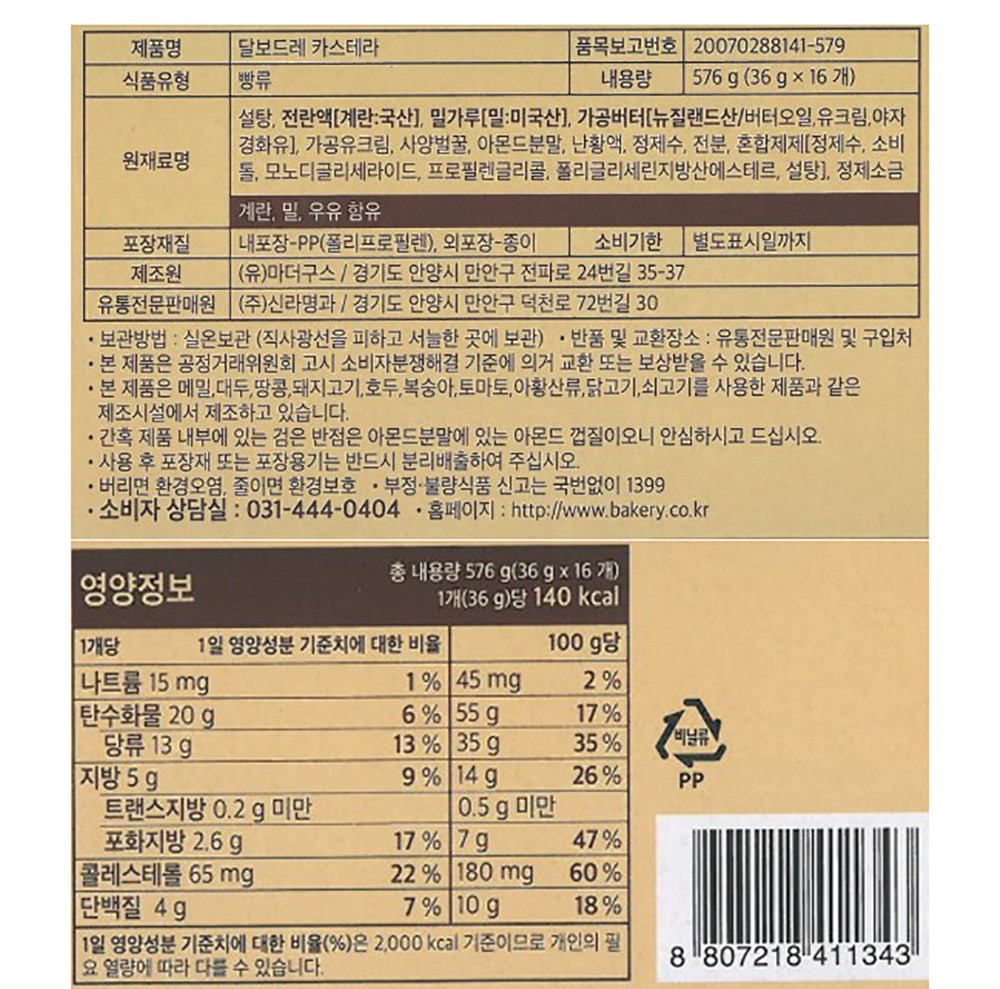 제품명 달보드레 카스테라 품목보고번호 20070288141-579
식품유형 빵류 내용량 576 g (36 g × 16 개)
원재료명
설탕, 전란액[계란:국산], 밀가루[밀:미국산], 가공버터[뉴질랜드산/버터오일,유크림,야자
경화유], 가공유크림, 사양벌꿀, 아몬드분말, 난황액, 정제수, 전분, 혼합제제[정제수, 소비
톨, 모노디글리세라이드, 프로필렌글리콜, 폴리글리세린지방산에스테르, 설탕], 정제소금
계란, 밀, 우유 함유
포장재질 내포장-PP(폴리프로필렌), 외포장-종이 소비기한 별도표시일까지
제조원 (유)마더구스 / 경기도 안양시 만안구 전파로 24번길 35-37
유통전문판매원 (주)신라명과 / 경기도 안양시 만안구 덕천로 72번길 30
• 보관방법 : 실온보관 (직사광선을 피하고 서늘한 곳에 보관) • 반품 및 교환장소 : 유통전문판매원 및 구입처
• 본 제품은 공정거래위원회 고시 소비자분쟁해결 기준에 의거 교환 또는 보상받을 수 있습니다.
• 본 제품은 메밀,대두,땅콩,돼지고기,호두,복숭아,토마토,아황산류,닭고기,쇠고기를 사용한 제품과 같은
제조시설에서 제조하고 있습니다.
• 간혹 제품 내부에 있는 검은 반점은 아몬드분말에 있는 아몬드 껍질이오니 안심하시고 드십시오.
• 사용 후 포장재 또는 포장용기는 반드시 분리배출하여 주십시오.
• 버리면 환경오염, 줄이면 환경보호 • 부정·불량식품 신고는 국번없이 1399
• 소비자 상담실 : 031-444-0404 • 홈페이지 : http://www.bakery.co.kr
영양정보
총 내용량 576 g(36 g x 16 개)
1개(36 g)당 140 kcal
1개당 1일 영양성분 기준치에 대한 비율 100 g당
나트륨 15 mg 1 % 45 mg 2 %
탄수화물 20 g 6 % 55 g 17 %
당류 13 g 13 % 35 g 35 %
지방 5 g 9 % 14 g 26 %
트랜스지방 0.2 g 미만 0.5 g 미만
포화지방 2.6 g 17 % 7 g 47 %
콜레스테롤 65 mg 22 % 180 mg 60 %
단백질 4 g 7 % 10 g 18 %
1일 영양성분 기준치에 대한 비율(%)은 2,000 kcal 기준이므로 개인의 필
요 열량에 따라 다를 수 있습니다.
비닐류
PP
8 807218 411343